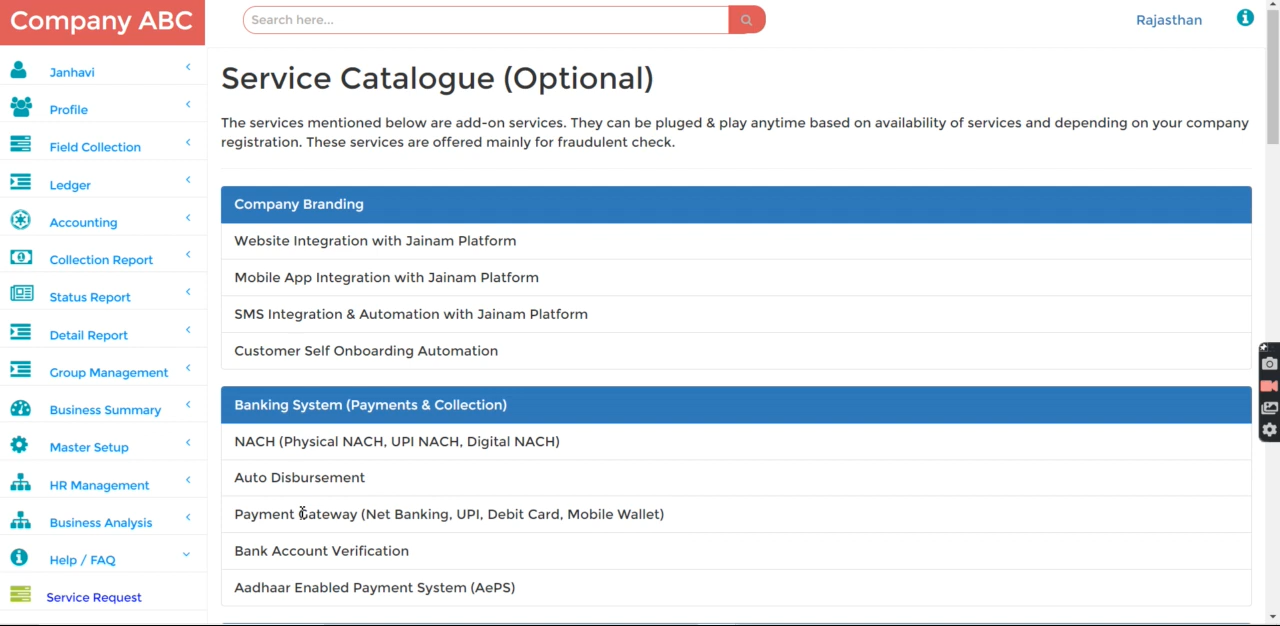 Company ABC
Search here...
Rajasthan
Janhavi
Profile
Field Collection
Ledger
Accounting
Collection Report
Status Report
Detail Report
Group Management
Business Summary
Master Setup
HR Management
Business Analysis
Help / FAQ
Service Request
Service Catalogue (Optional)
The services mentioned below are add-on services. They can be pluged & play anytime based on availability of services and depending on your company
registration. These services are offered mainly for fraudulent check.
Company Branding
Website Integration with Jainam Platform
Mobile App Integration with Jainam Platform
SMS Integration & Automation with Jainam Platform
Customer Self Onboarding Automation
Banking System (Payments & Collection)
NACH (Physical NACH, UPI NACH, Digital NACH)
Auto Disbursement
Payment Gateway (Net Banking, UPI, Debit Card, Mobile Wallet)
Bank Account Verification
Aadhaar Enabled Payment System (AePS)